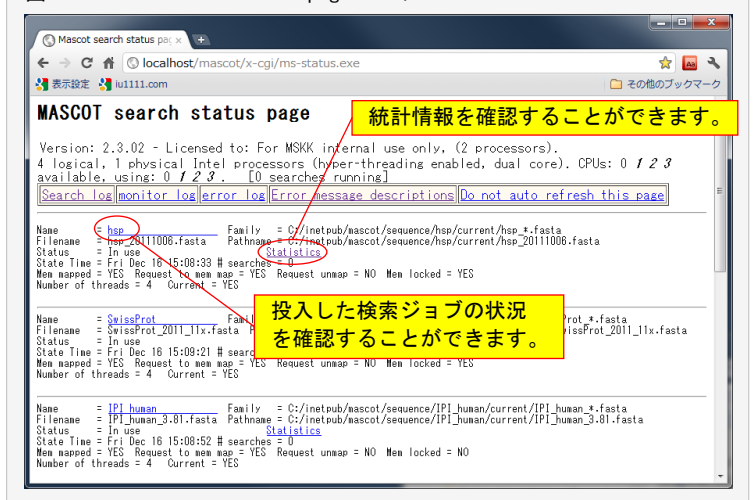 Mascot search status pag
localhost/mascot/x-cgi/ms-status.exe
表示設定 iu1111.com その他のブックマーク
MASCOT search status page
統計情報を確認することができます。
Version: 2.3.02 - Licensed to: For MSKK internal use only, (2 processors).
4 logical, 1 physical Intel processors (hyper-threading enabled, dual core). CPUs: 0 1 2 3
available, using: 0 1 2 3 . [0 searches running]
Search log monitor log error log Error message descriptions Do not auto refresh this page
Name = hsp Family = C:/inetpub/mascot/sequence/hsp/current/hsp_*.fasta
Filename = hsp_20111006.fasta Pathname = C:/inetpub/mascot/sequence/hsp/current/hsp_20111006.fasta
Status = In use Statistics
State Time = Fri Dec 16 15:08:33 # searches = 0
Mem mapped = YES Request to mem map = YES Request unmap = NO Mem locked = YES
Number of threads = 4 Current = YES
投入した検索ジョブの状況
を確認することができます。
Name = SwissProt Fami rot_*.fasta
Filename = SwissProt_2011_11x.fasta issProt_2011_11x.fasta
Status = In use
State Time = Fri Dec 16 15:09:21 # sear
Mem mapped = YES Request to mem map = YES Request unmap = NO Mem locked = YES
Number of threads = 4 Current = YES
Name = IPI_human Family = C:/inetpub/mascot/sequence/IPI_human/current/IPI_human_*.fasta
Filename = IPI_human_3.81.fasta Pathname = C:/inetpub/mascot/sequence/IPI_human/current/IPI_human_3.81.fasta
Status = In use Statistics
State Time = Fri Dec 16 15:08:52 # searches = 0
Mem mapped = YES Request to mem map = YES Request unmap = NO Mem locked = NO
Number of threads = 4 Current = YES